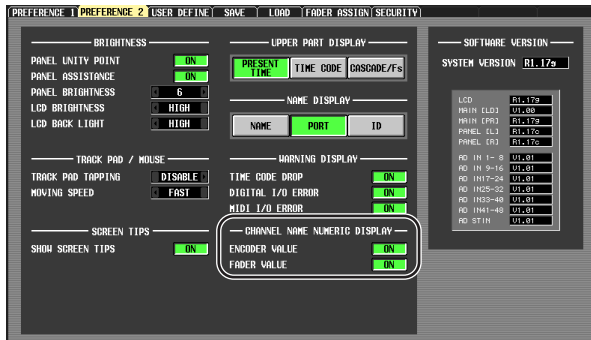 PREFERENCE 1 PREFERENCE 2 USER DEFINE SAVE LOAD FADER ASSIGN SECURITY
BRIGHTNESS
PANEL UNITY POINT ON
PANEL ASSISTANCE ON
PANEL BRIGHTNESS 6
LCD BRIGHTNESS HIGH
LCD BACK LIGHT HIGH
TRACK PAD / MOUSE
TRACK PAD TAPPING DISABLE
MOVING SPEED FAST
SCREEN TIPS
SHOW SCREEN TIPS ON
UPPER PART DISPLAY
PRESENT TIME TIME CODE CASCADE/Fs
NAME DISPLAY
NAME PORT ID
WARNING DISPLAY
TIME CODE DROP ON
DIGITAL I/O ERROR ON
MIDI I/O ERROR ON
CHANNEL NAME NUMERIC DISPLAY
ENCODER VALUE ON
FADER VALUE ON
SOFTWARE VERSION
SYSTEM VERSION R1.17g
LCD R1.17g
MAIN [LD] V1.00
MAIN [PA] R1.17g
PANEL [L] R1.17c
PANEL [R] R1.17c
AD IN 1- 8 V1.01
AD IN 9-16 V1.01
AD IN17-24 V1.01
AD IN25-32 V1.01
AD IN33-40 V1.01
AD IN41-48 V1.01
AD STIN V1.01